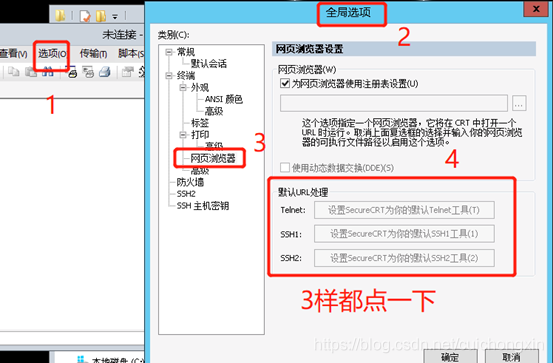 未连接 -
查看(V) 选项(O) 传输(T) 脚本(S
1
全局选项
2
类别(C):
常规
默认会话
终端
外观
ANSI 颜色
高级
标签
打印
高级
网页浏览器
高级
防火墙
SSH2
SSH 主机密钥
3
网页浏览器设置
网页浏览器(W)
为网页浏览器使用注册表设置(U)
...
这个选项指定一个网页浏览器，它将在 CRT 中打开一个
URL 时运行。取消上面复选框的选择并输入你的网页浏览器
的可执行文件路径以启用这个选项。
4
使用动态数据交换(DDE)(S)
默认URL处理
Telnet: 设置SecureCRT为你的默认Telnet工具(T)
SSH1: 设置SecureCRT为你的默认SSH1工具(1)
SSH2: 设置SecureCRT为你的默认SSH2工具(2)
3样都点一下
https://blog.csdn.net/cuichongxin
确定 取消
本地磁盘 (C:)